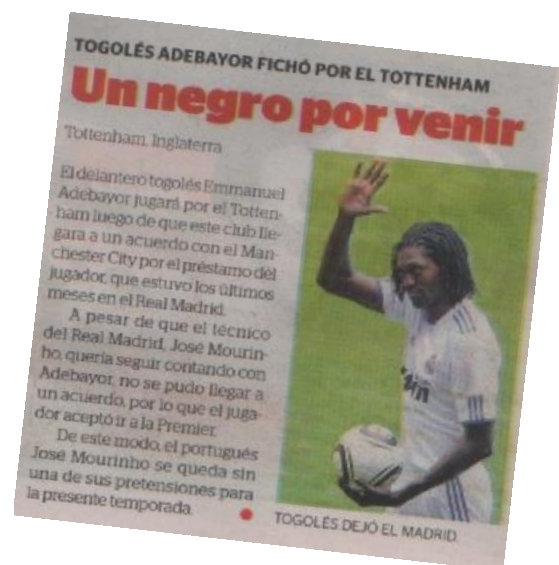 TOGOLÉS ADEBAYOR FICHÓ POR EL TOTTENHAM
Un negro por venir
Tottenham. Inglaterra
El delantero togolés Emmanuel
Adebayor jugará por el Totten-
ham luego de que este club lle-
gara a un acuerdo con el Man-
chester City por el préstamo del
jugador, que estuvo los últimos
meses en el Real Madrid.
A pesar de que el técnico
del Real Madrid, José Mourin-
ho, quería seguir contando con
Adebayor, no se pudo llegar a
un acuerdo, por lo que el juga-
dor aceptó ir a la Premier.
De este modo, el portugués
José Mourinho se queda sin
una de sus pretensiones para
la presente temporada.
TOGOLÉS DEJÓ EL MADRID.